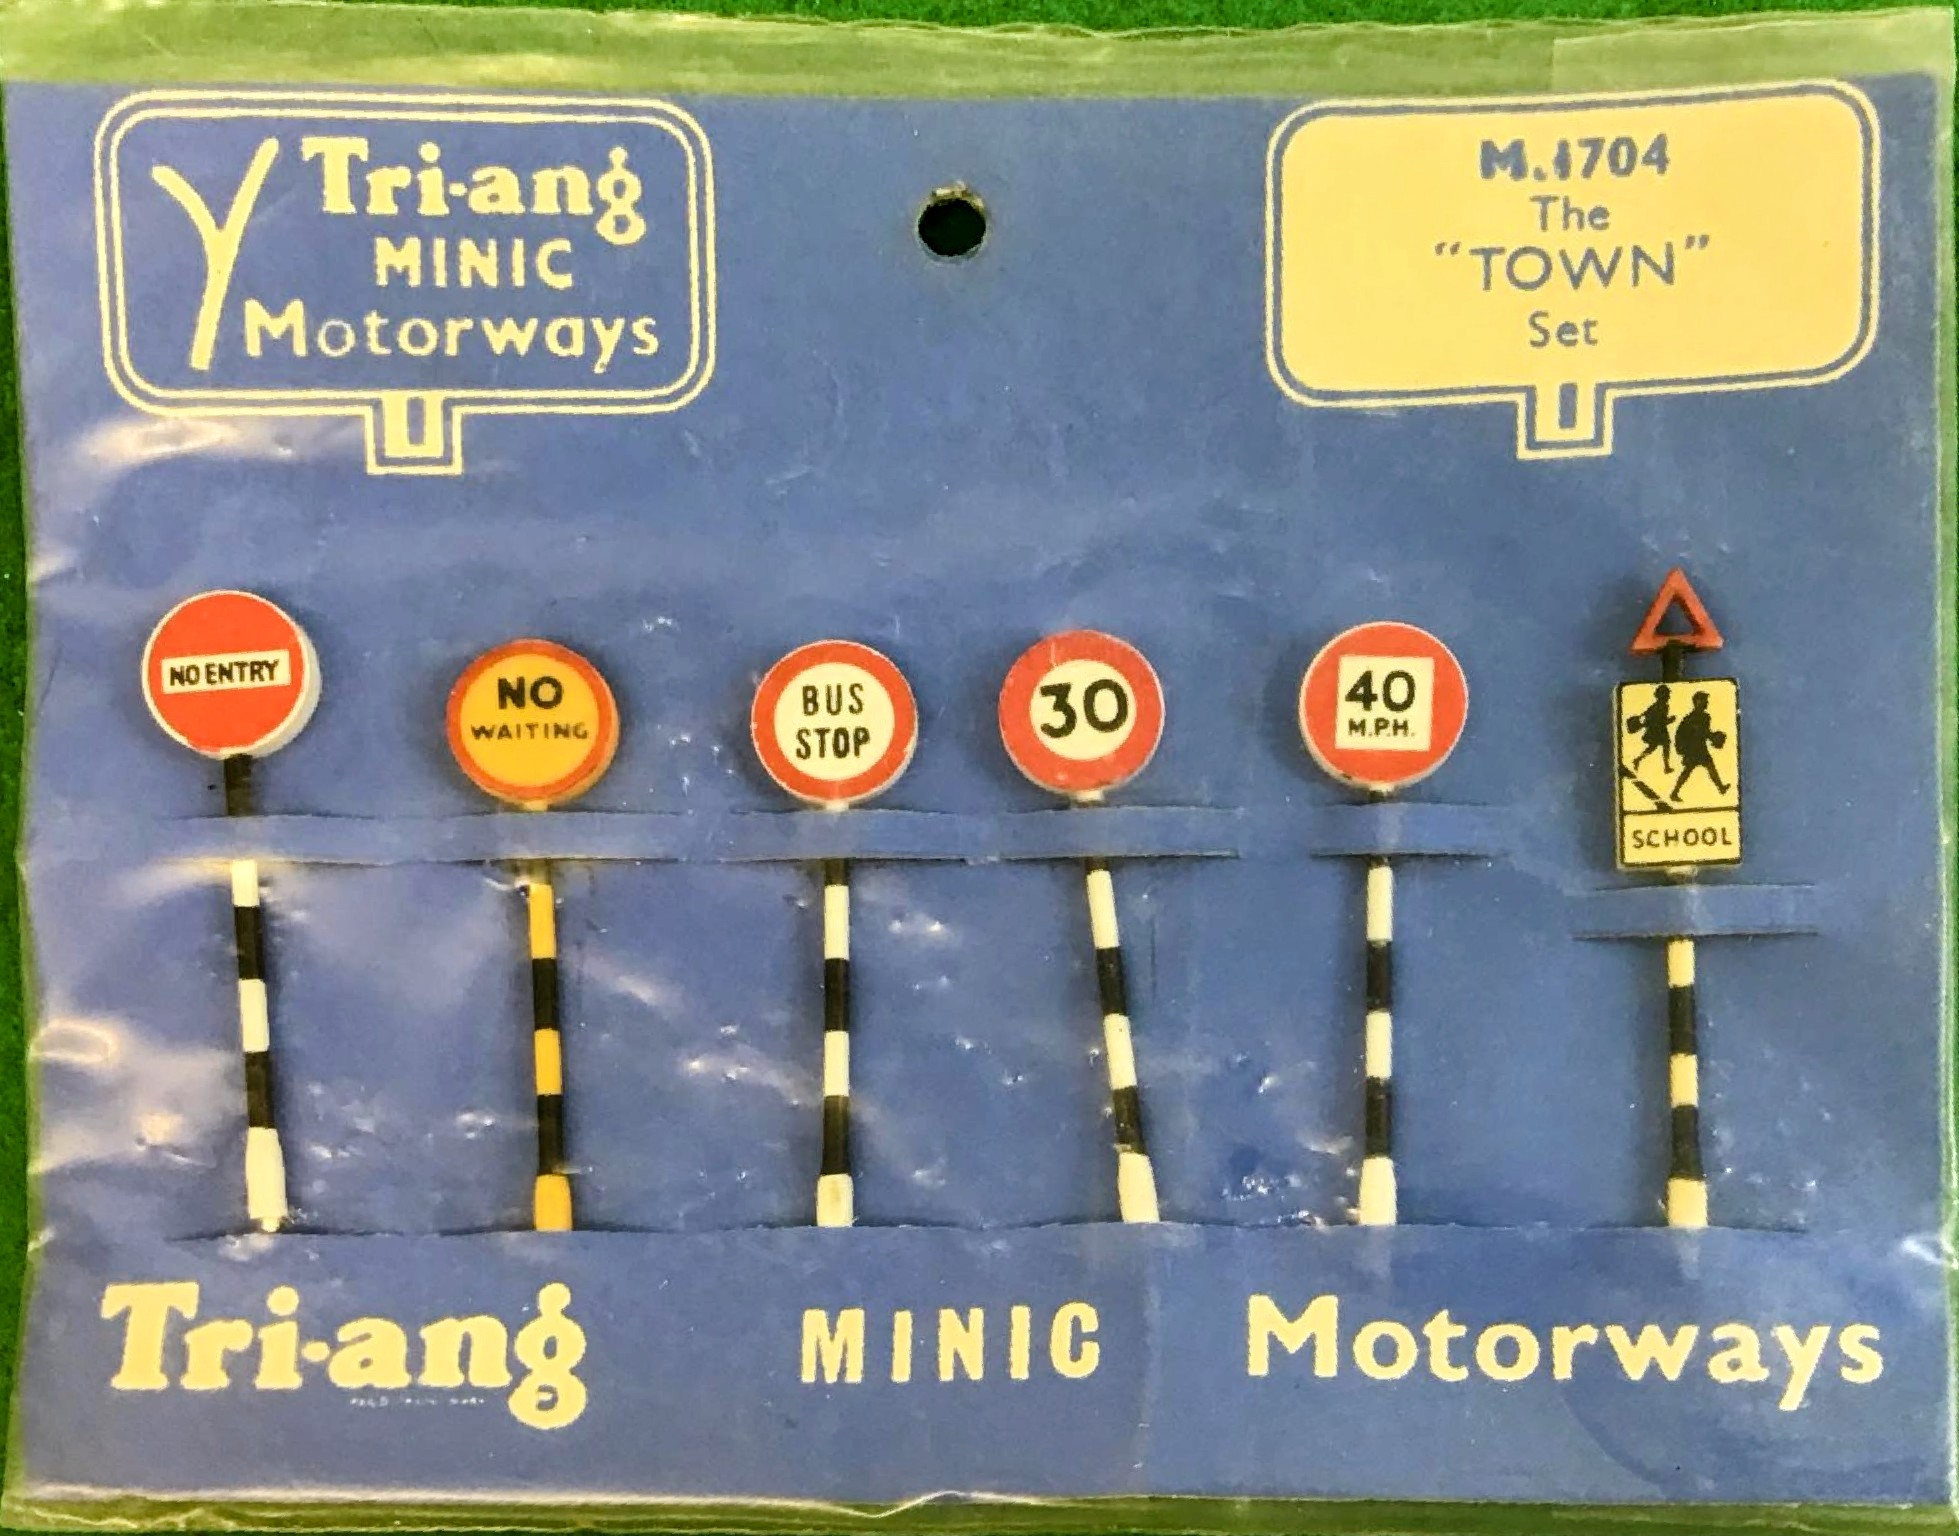 Tri-ang
MINIC
Motorways
M.1704
The
"TOWN"
Set
NO ENTRY
NO
WAITING
BUS
STOP
30
40
M.P.H.
SCHOOL
Tri-ang MINIC Motorways